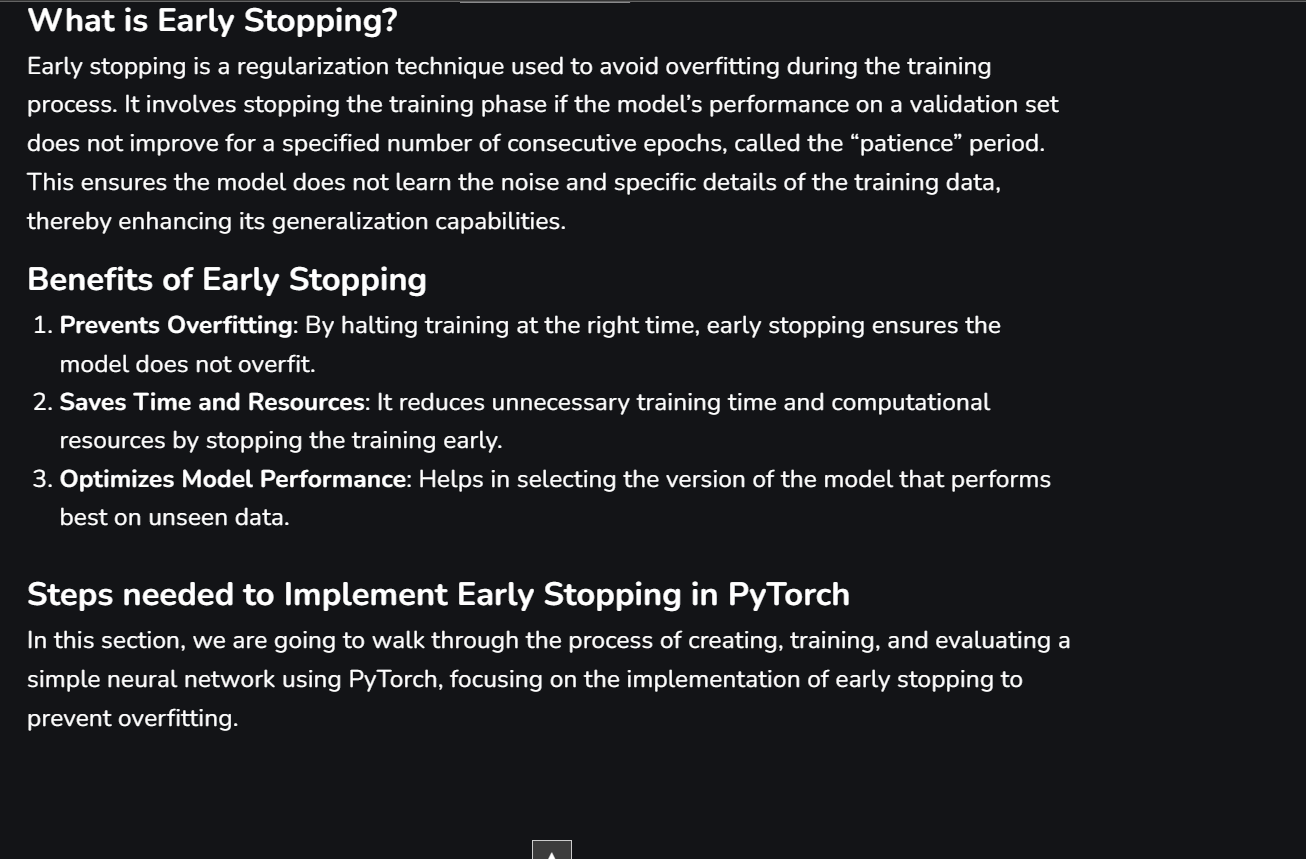 What is Early Stopping?
Early stopping is a regularization technique used to avoid overfitting during the training
process. It involves stopping the training phase if the model’s performance on a validation set
does not improve for a specified number of consecutive epochs, called the “patience” period.
This ensures the model does not learn the noise and specific details of the training data,
thereby enhancing its generalization capabilities.
Benefits of Early Stopping
1. Prevents Overfitting: By halting training at the right time, early stopping ensures the
model does not overfit.
2. Saves Time and Resources: It reduces unnecessary training time and computational
resources by stopping the training early.
3. Optimizes Model Performance: Helps in selecting the version of the model that performs
best on unseen data.
Steps needed to Implement Early Stopping in PyTorch
In this section, we are going to walk through the process of creating, training, and evaluating a
simple neural network using PyTorch, focusing on the implementation of early stopping to
prevent overfitting.